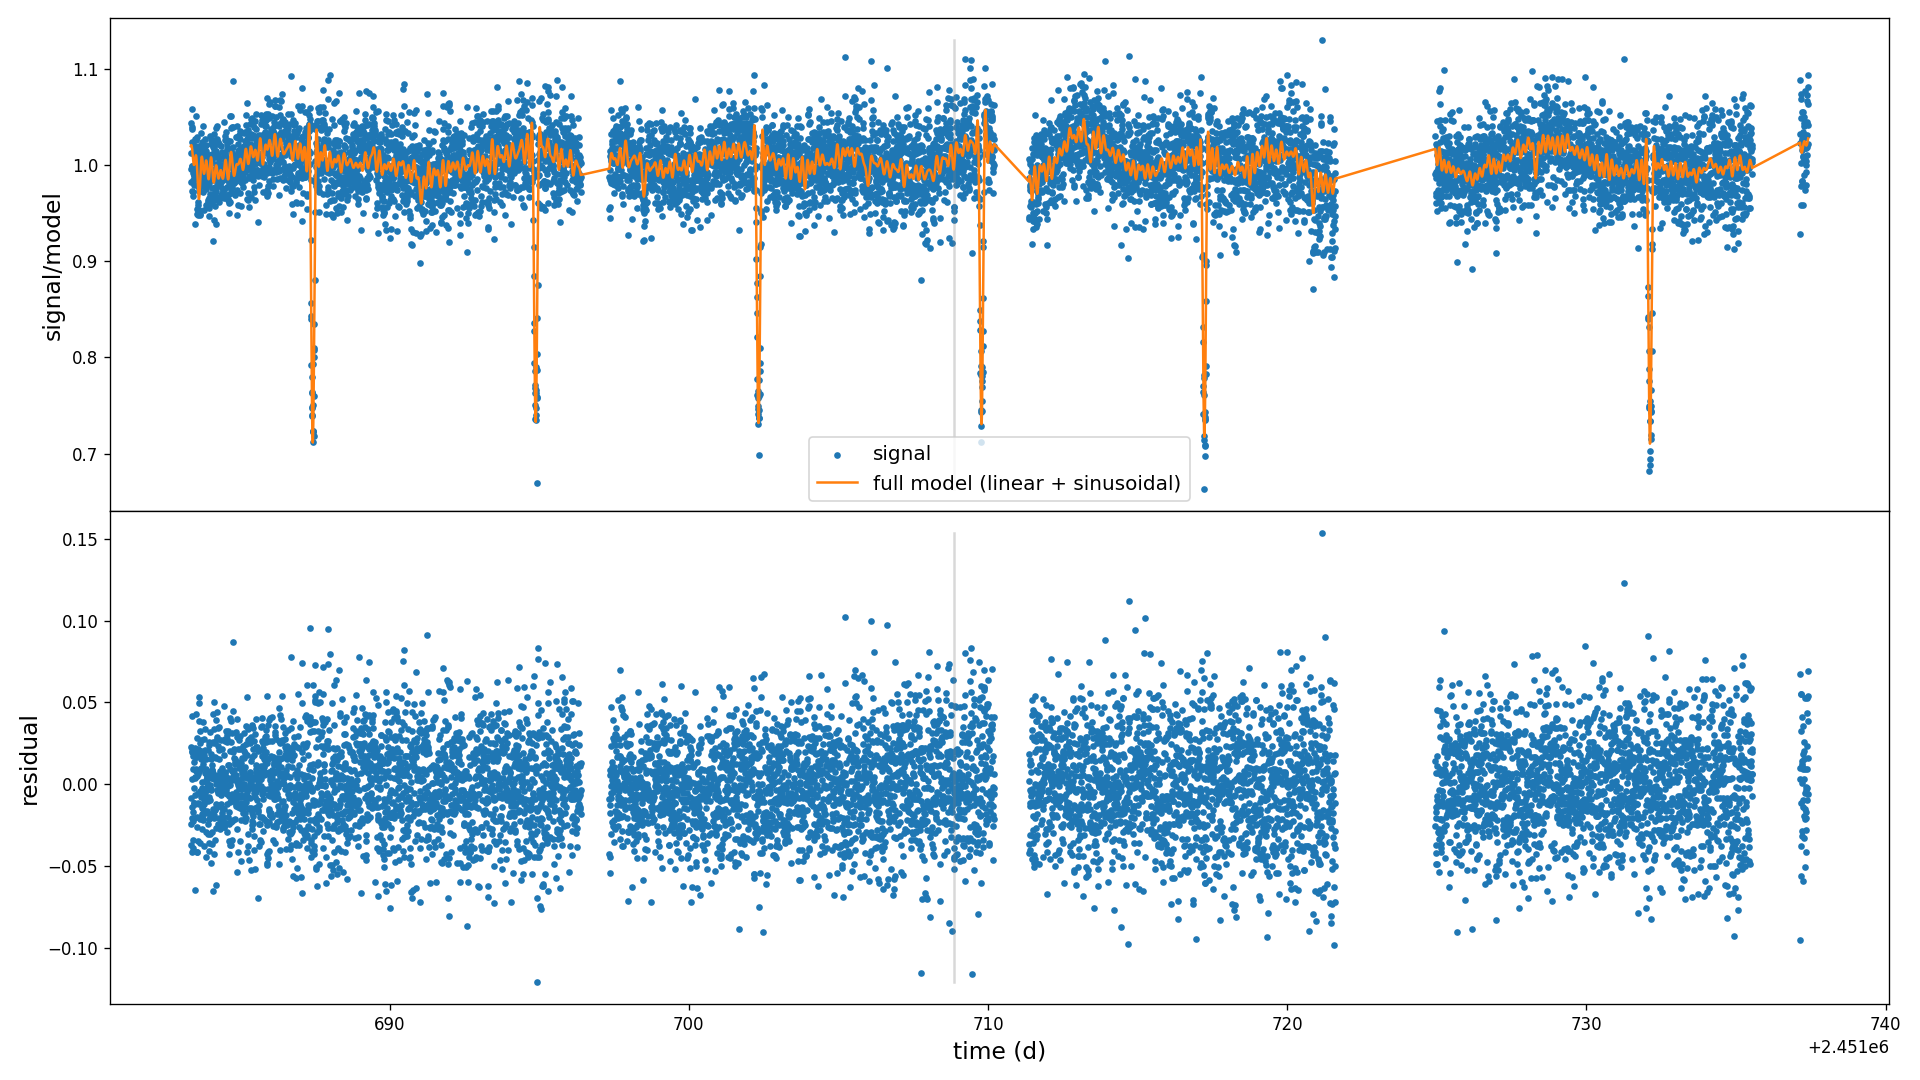 1.1
1.0
0.9
0.8
0.7
signal/model
signal
full model (linear + sinusoidal)
0.15
0.10
0.05
0.00
−0.05
−0.10
residual
690
700
710
720
730
740
time (d)
+2.451e6